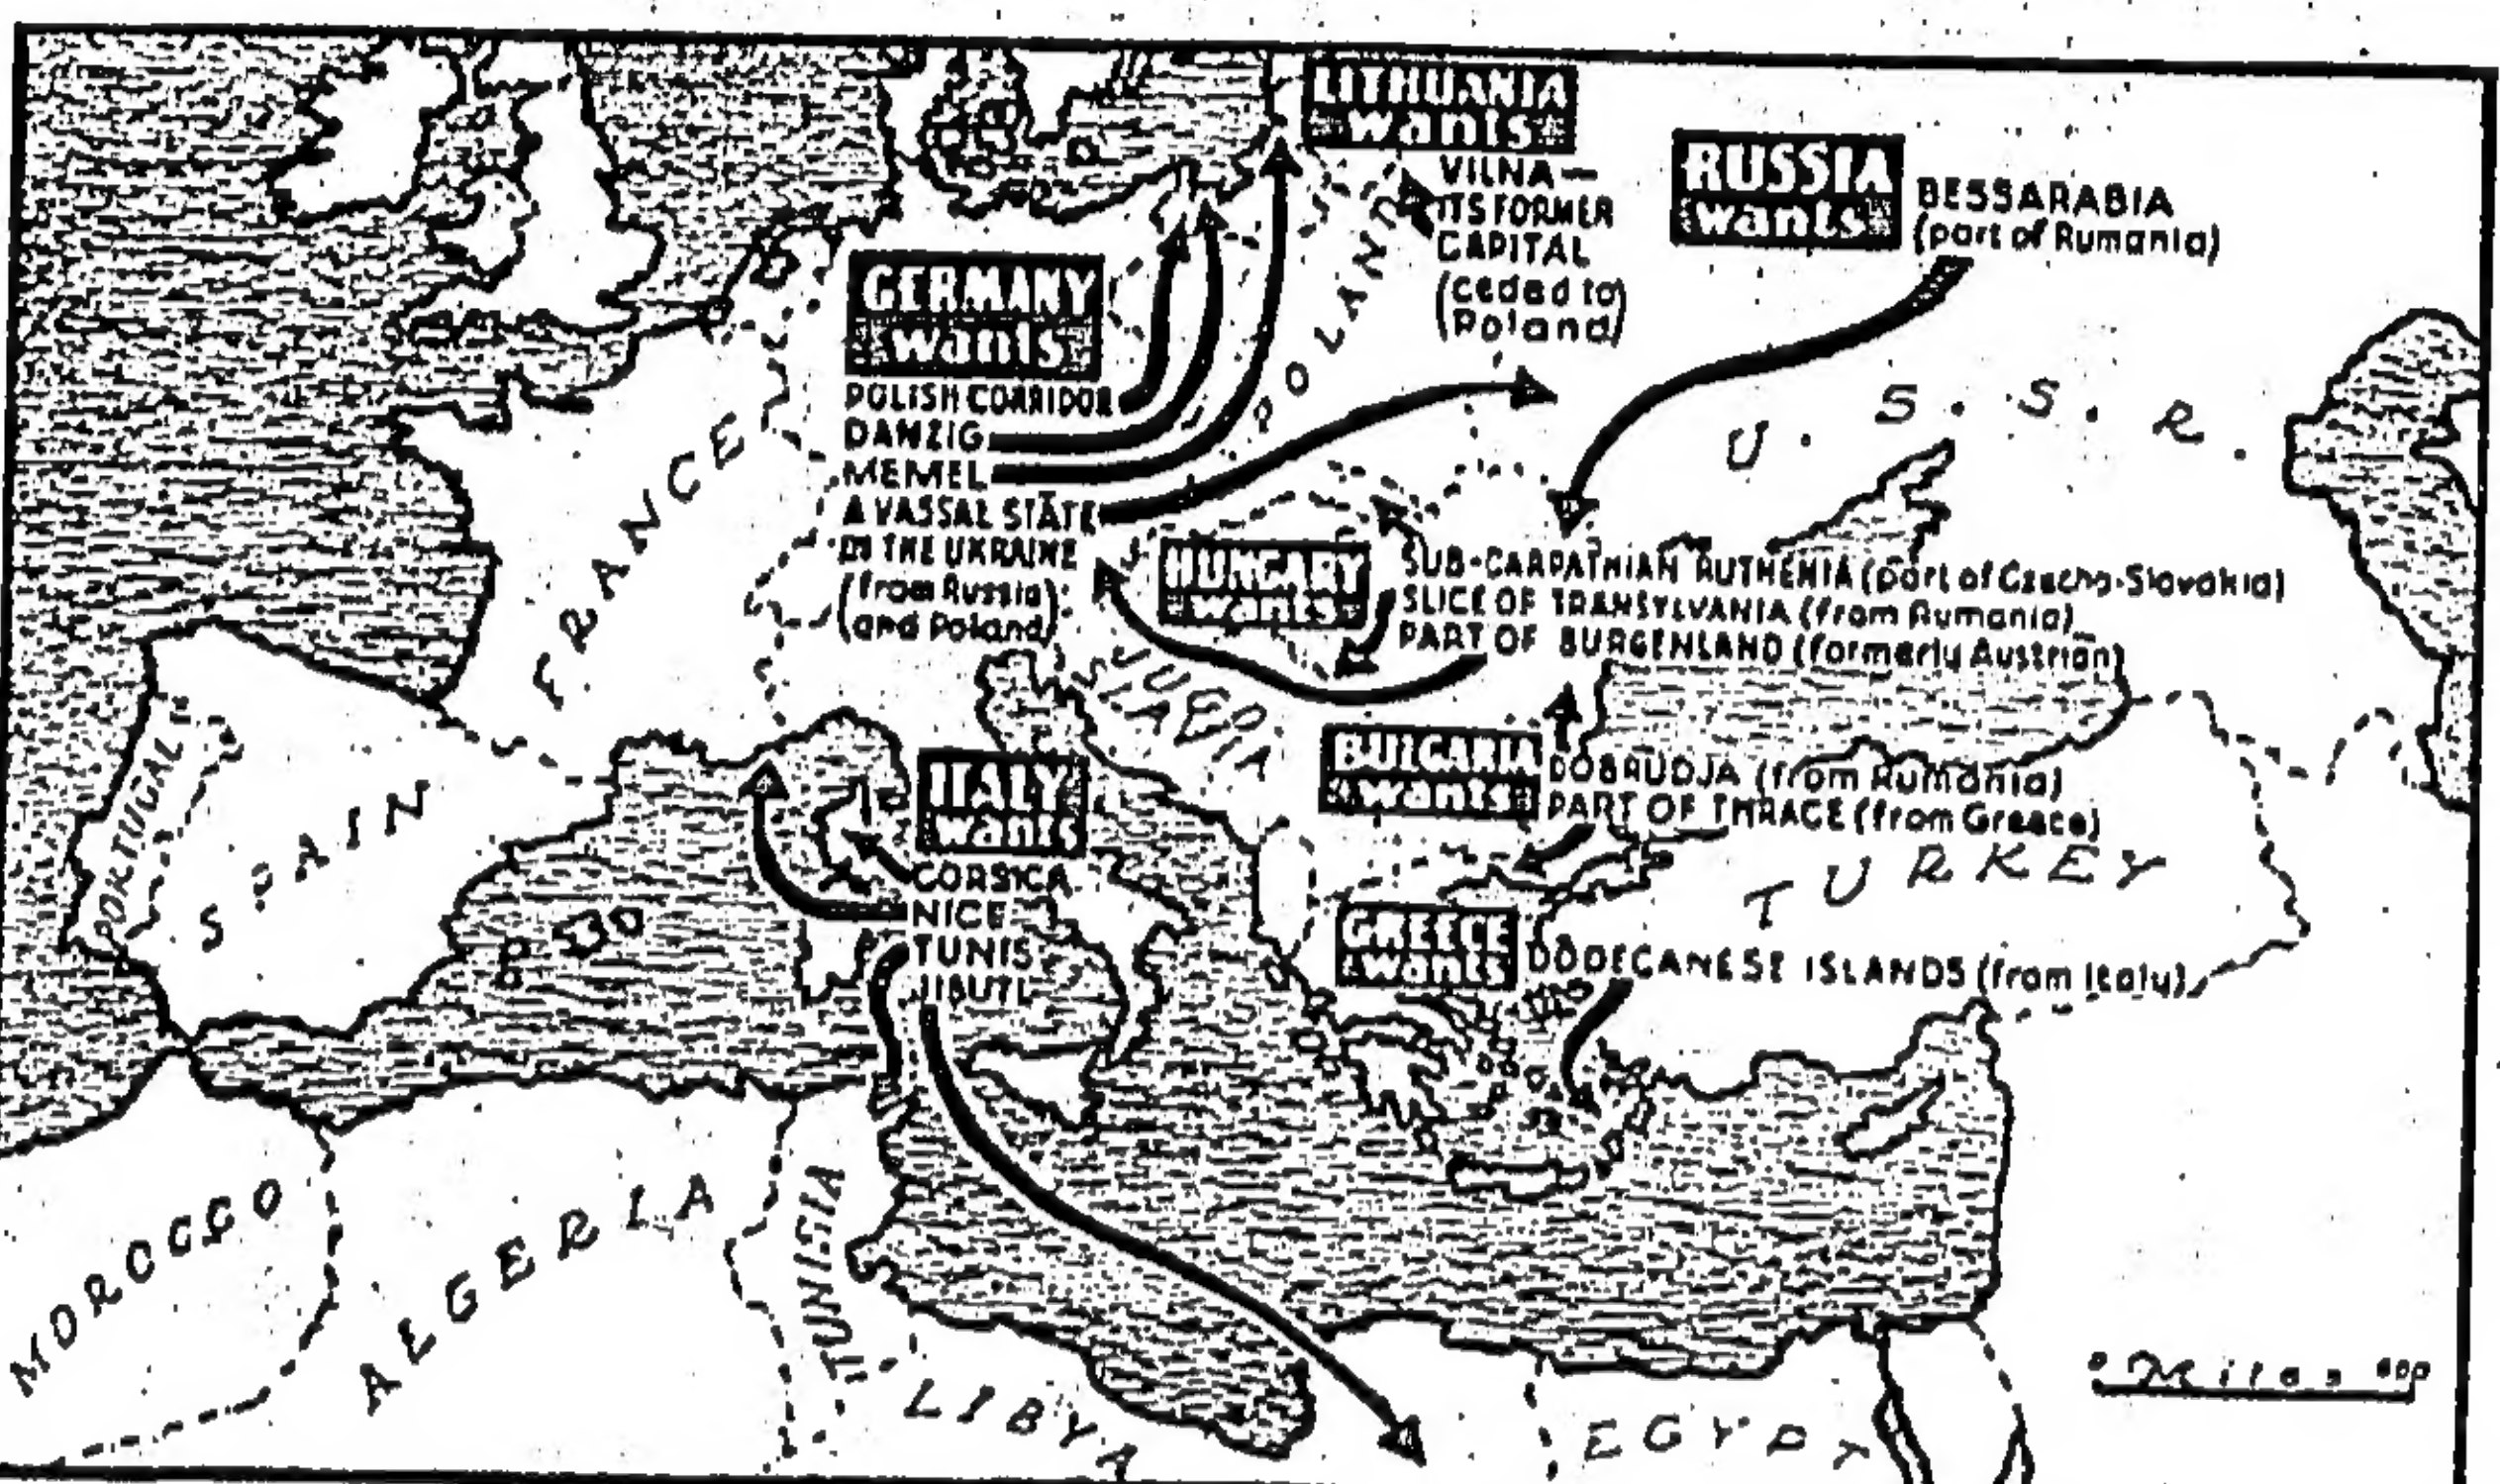 LITHUANIA
wants
VILNA—
ITS FORMER
CAPITAL
(ceded to
Poland)
RUSSIA
wants
BESSARABIA
(part of Rumania)
GERMANY
wants
POLISH CORRIDOR
DANZIG
MEMEL
A VASSAL STATE
IN THE UKRAINE
(from Russia
and Poland)
POLAND
U.S.S.R.
FRANCE
HUNGARY
wants
SUB-CARPATHIAN RUTHENIA (part of Czecho-Slovakia)
SLICE OF TRANSYLVANIA (from Rumania)
PART OF BURGENLAND (formerly Austrian)
JUGO
SLAVIA
BULGARIA
wants
DOBRUDJA (from Rumania)
PART OF THRACE (from Greece)
ITALY
wants
CORSICA
NICE
TUNIS
JIBUTI
PORTUGAL
SPAIN
TURKEY
GREECE
wants
DODECANESE ISLANDS (from Italy)
MOROCCO
ALGERIA
TUNISIA
LIBYA
EGYPT
0 Miles